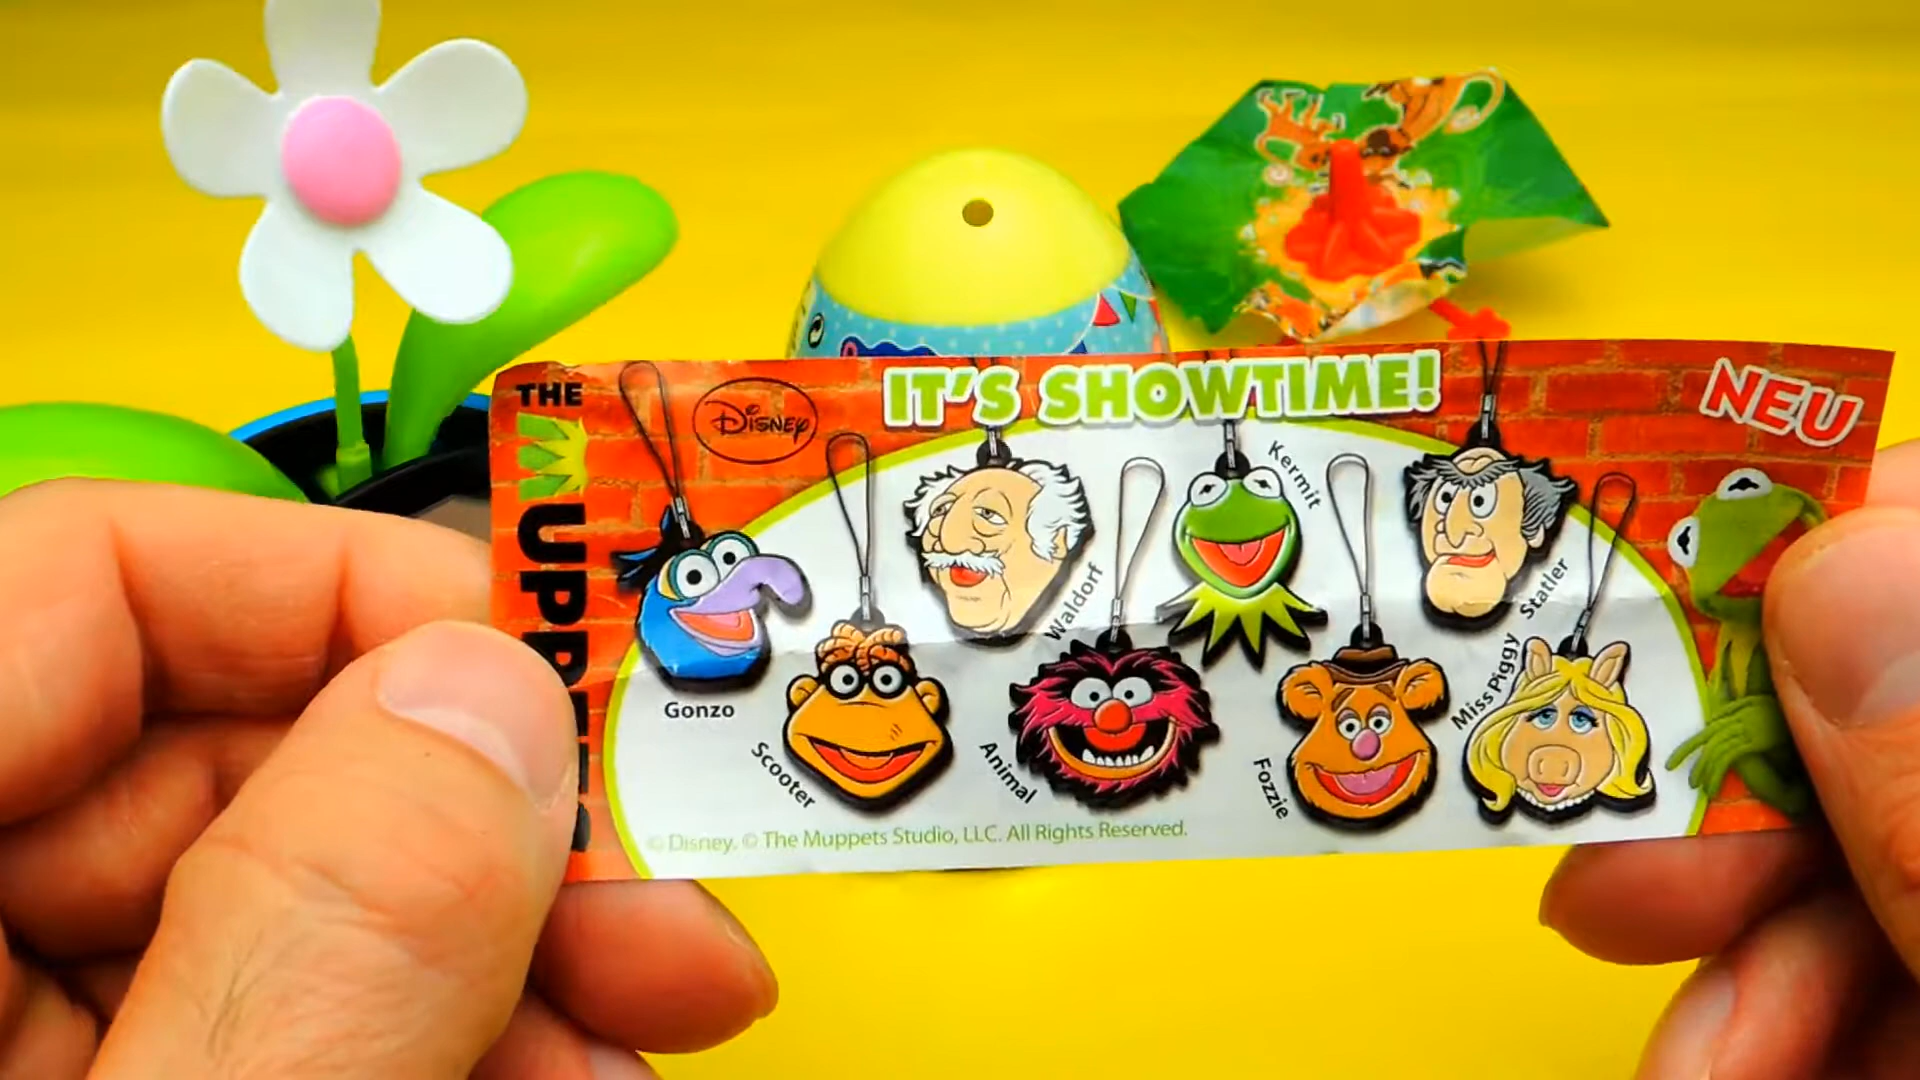 THE
MUPPETS
Disney
IT'S SHOWTIME!
NEU
Gonzo
Scooter
Waldorf
Animal
Kermit
Fozzie
Statler
Miss Piggy
© Disney. © The Muppets Studio, LLC. All Rights Reserved.